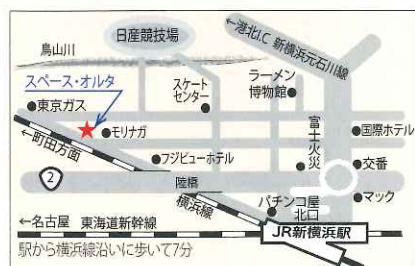 日産競技場
←港北I.C 新横浜元石川線
鳥山川
スペース・オルタ
スケート
センター
ラーメン
博物館
東京ガス
モリナガ
富士火災
国際ホテル
←町田方面
フジビューホテル
交番
2
陸橋
横浜線
パチンコ屋
北口
マック
←名古屋 東海道新幹線
JR新横浜駅
駅から横浜線沿いに歩いて7分